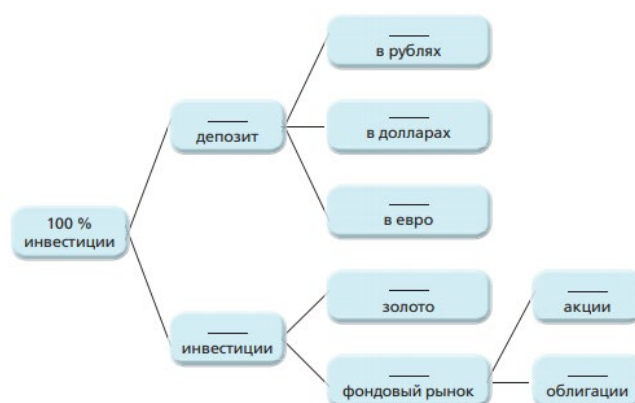 в рублях
депозит
в долларах
в евро
100 %
инвестиции
золото
акции
инвестиции
фондовый рынок
облигации